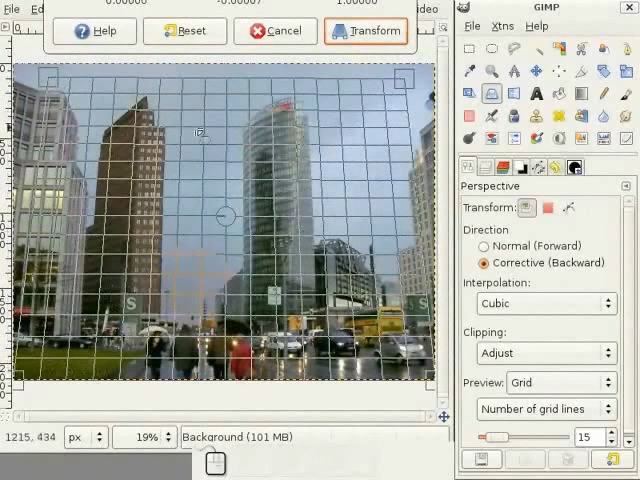 0.00000 -0.00007 1.00000
File Ed
Video
Help Reset Cancel Transform
GIMP
File Xtns Help
Perspective
Transform:
Direction
Normal (Forward)
Corrective (Backward)
Interpolation:
Cubic
Clipping:
Adjust
Preview: Grid
Number of grid lines
15
S
S
1215, 434 px 19% Background (101 MB)